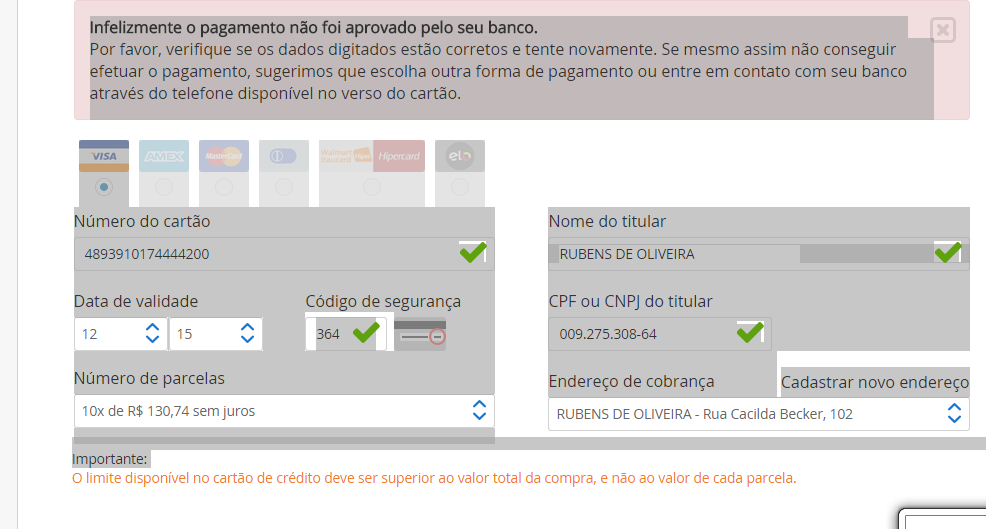 Infelizmente o pagamento não foi aprovado pelo seu banco.
Por favor, verifique se os dados digitados estão corretos e tente novamente. Se mesmo assim não conseguir
efetuar o pagamento, sugerimos que escolha outra forma de pagamento ou entre em contato com seu banco
através do telefone disponível no verso do cartão.
VISA AMEX MasterCard Hipercard elo
Número do cartão
4893910174444200
Nome do titular
RUBENS DE OLIVEIRA
Data de validade
12 15
Código de segurança
364
CPF ou CNPJ do titular
009.275.308-64
Número de parcelas
10x de R$ 130,74 sem juros
Endereço de cobrança Cadastrar novo endereço
RUBENS DE OLIVEIRA - Rua Cacilda Becker, 102
Importante:
O limite disponível no cartão de crédito deve ser superior ao valor total da compra, e não ao valor de cada parcela.